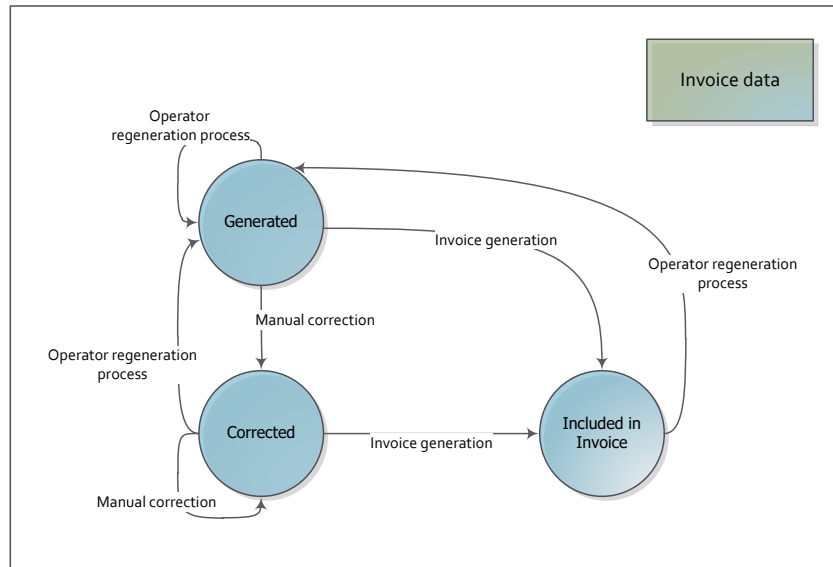 Invoice data
Operator
regeneration process
Generated
Invoice generation
Operator regeneration
process
Manual correction
Operator regeneration
process
Corrected
Invoice generation
Included in
Invoice
Manual correction